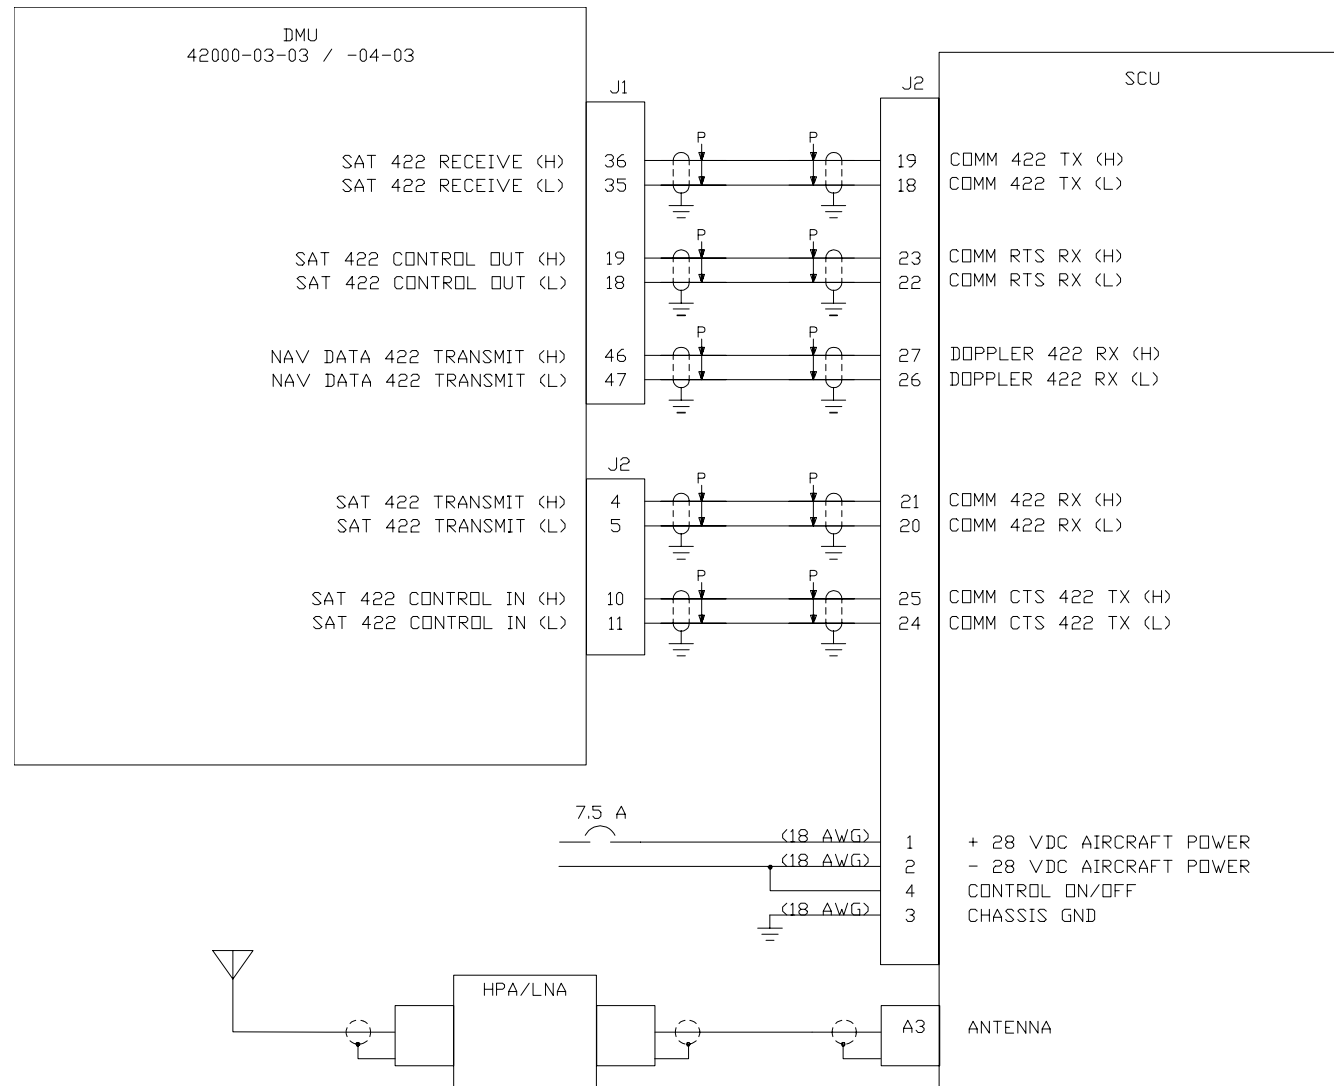 DMU
42000-03-03 / -04-03
SCU
J1
J2
P P
SAT 422 RECEIVE (H) 36 19 COMM 422 TX (H)
SAT 422 RECEIVE (L) 35 18 COMM 422 TX (L)
P P
SAT 422 CONTROL OUT (H) 19 23 COMM RTS RX (H)
SAT 422 CONTROL OUT (L) 18 22 COMM RTS RX (L)
P P
NAV DATA 422 TRANSMIT (H) 46 27 DOPPLER 422 RX (H)
NAV DATA 422 TRANSMIT (L) 47 26 DOPPLER 422 RX (L)
J2
P P
SAT 422 TRANSMIT (H) 4 21 COMM 422 RX (H)
SAT 422 TRANSMIT (L) 5 20 COMM 422 RX (L)
P P
SAT 422 CONTROL IN (H) 10 25 COMM CTS 422 TX (H)
SAT 422 CONTROL IN (L) 11 24 COMM CTS 422 TX (L)
7.5 A
(18 AWG) 1 + 28 VDC AIRCRAFT POWER
(18 AWG) 2 - 28 VDC AIRCRAFT POWER
4 CONTROL ON/OFF
(18 AWG) 3 CHASSIS GND
HPA/LNA
A3 ANTENNA